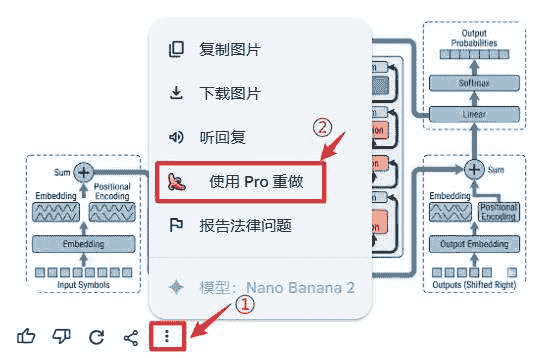 复制图片
下载图片
听回复
使用 Pro 重做
报告法律问题
模型：Nano Banana 2
①
②
Sum
Embedding
Positional
Encoding
Embedding
Input Symbols
Output
Probabilities
Softmax
Linear
Sum
Embedding
Positional
Encoding
Output Embedding
Outputs (Shifted Right)